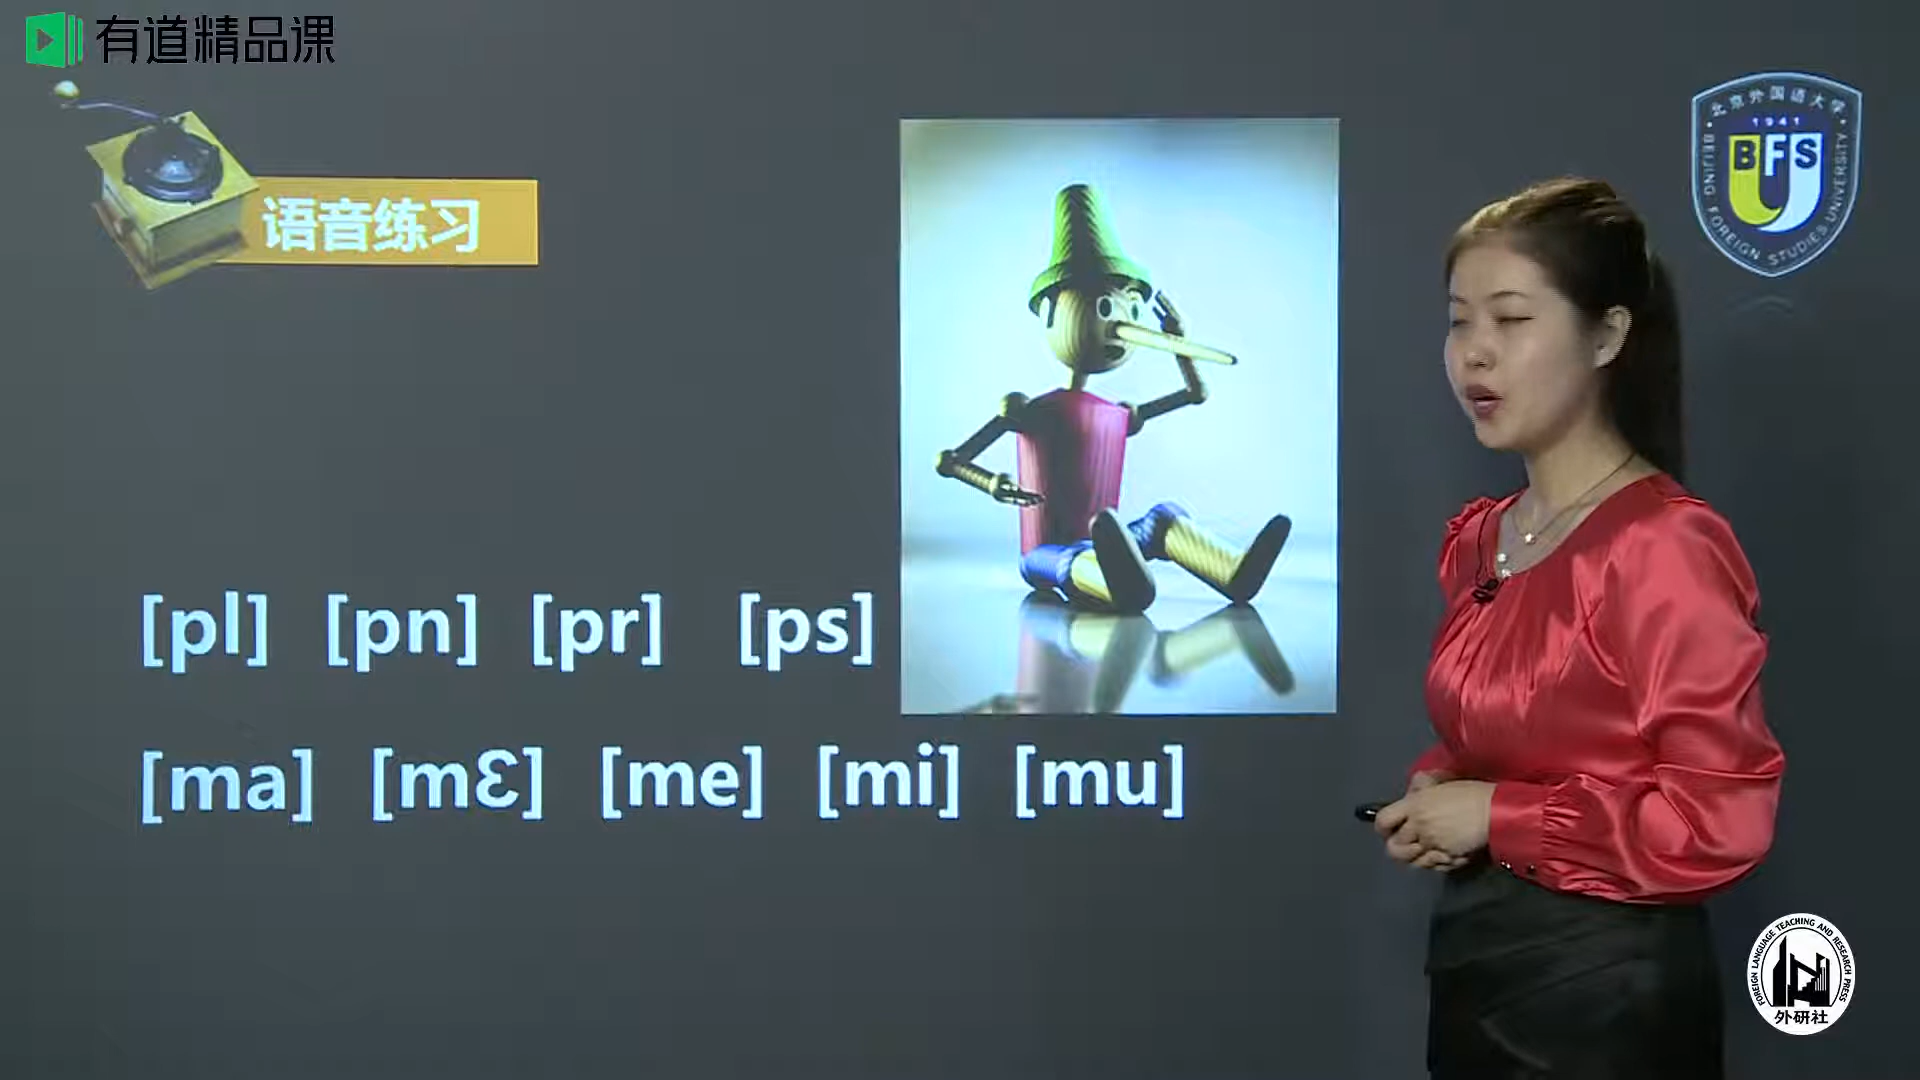 有道精品课
北京外国语大学
1941
BFS
BEIJING FOREIGN STUDIES UNIVERSITY
语音练习
[pl] [pn] [pr] [ps]
[ma] [mƐ] [me] [mi] [mu]
FOREIGN LANGUAGE TEACHING AND RESEARCH PRESS
外研社